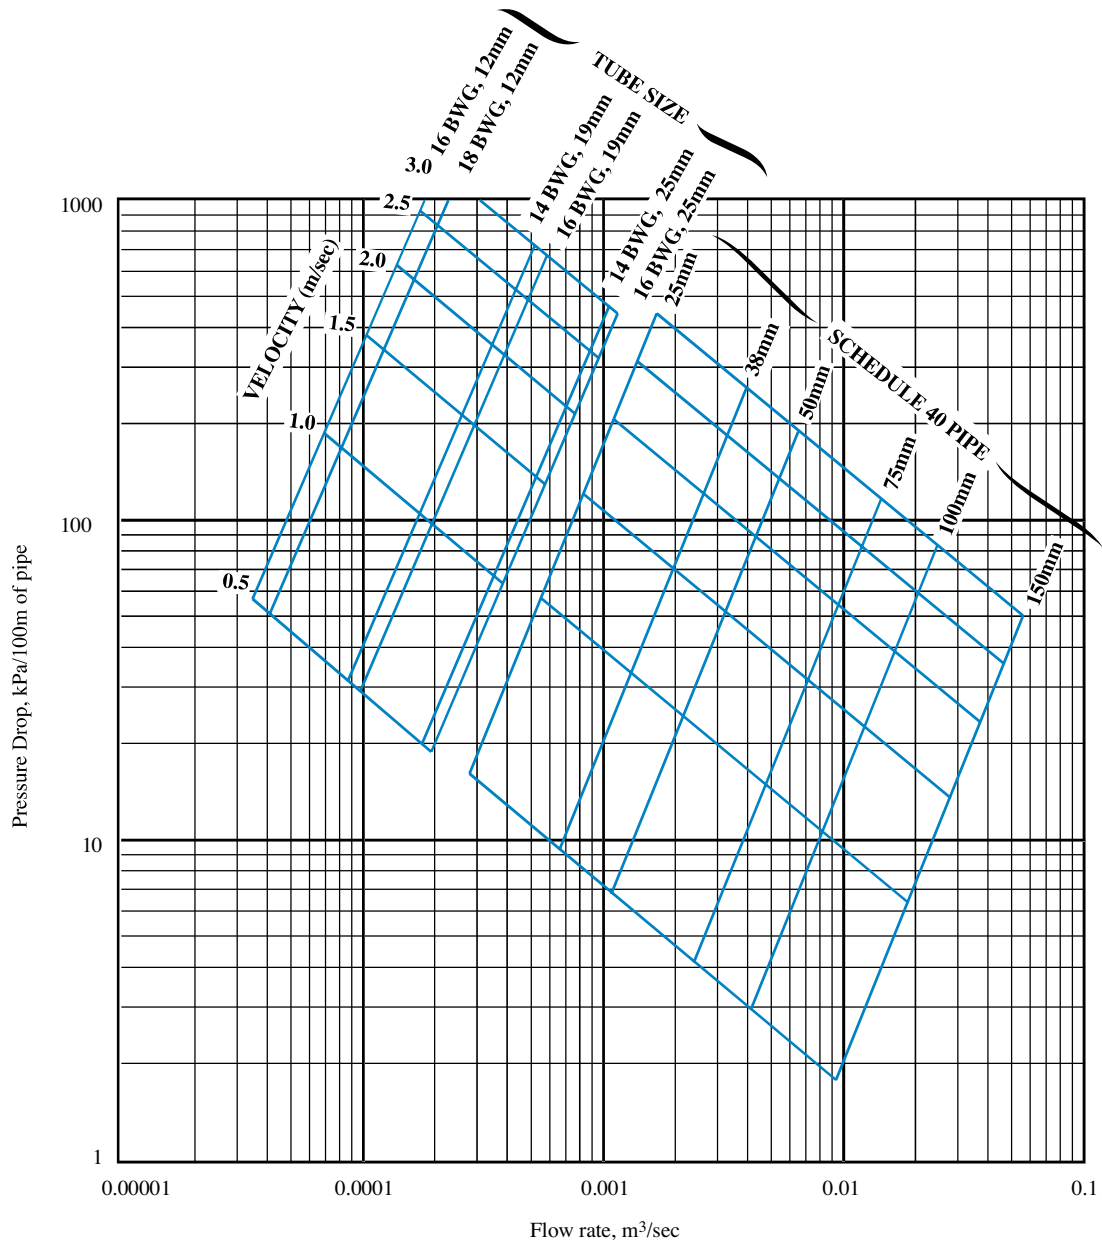 16 BWG, 12mm
18 BWG, 12mm
TUBE SIZE
14 BWG, 19mm
16 BWG, 19mm
14 BWG, 25mm
16 BWG, 25mm
25mm
38mm
50mm
SCHEDULE 40 PIPE
75mm
100mm
150mm
3.0
2.5
2.0
1.5
1.0
0.5
VELOCITY (m/sec)
1000
100
10
1
Pressure Drop, kPa/100m of pipe
0.00001
0.0001
0.001
0.01
0.1
Flow rate, m³/sec